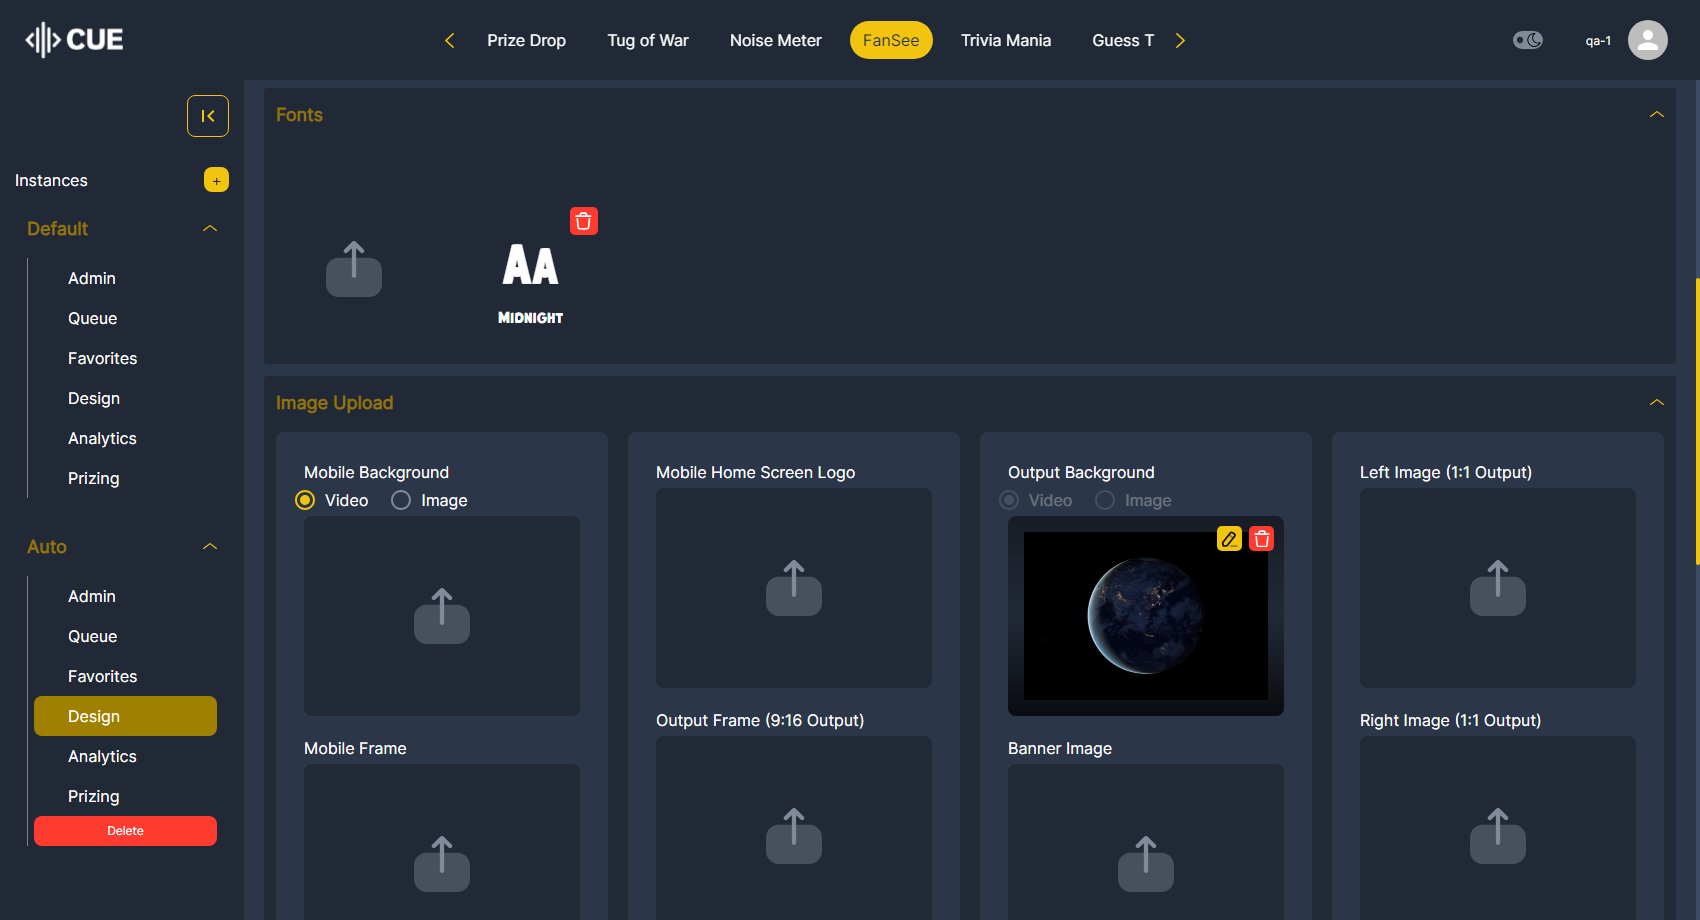 CUE
Prize Drop
Tug of War
Noise Meter
FanSee
Trivia Mania
Guess T
qa-1
Instances
+
Default
Admin
Queue
Favorites
Design
Analytics
Prizing
Auto
Admin
Queue
Favorites
Design
Analytics
Prizing
Delete
Fonts
AA
MIDNIGHT
Image Upload
Mobile Background
Video
Image
Mobile Frame
Mobile Home Screen Logo
Output Frame (9:16 Output)
Output Background
Video
Image
Banner Image
Left Image (1:1 Output)
Right Image (1:1 Output)